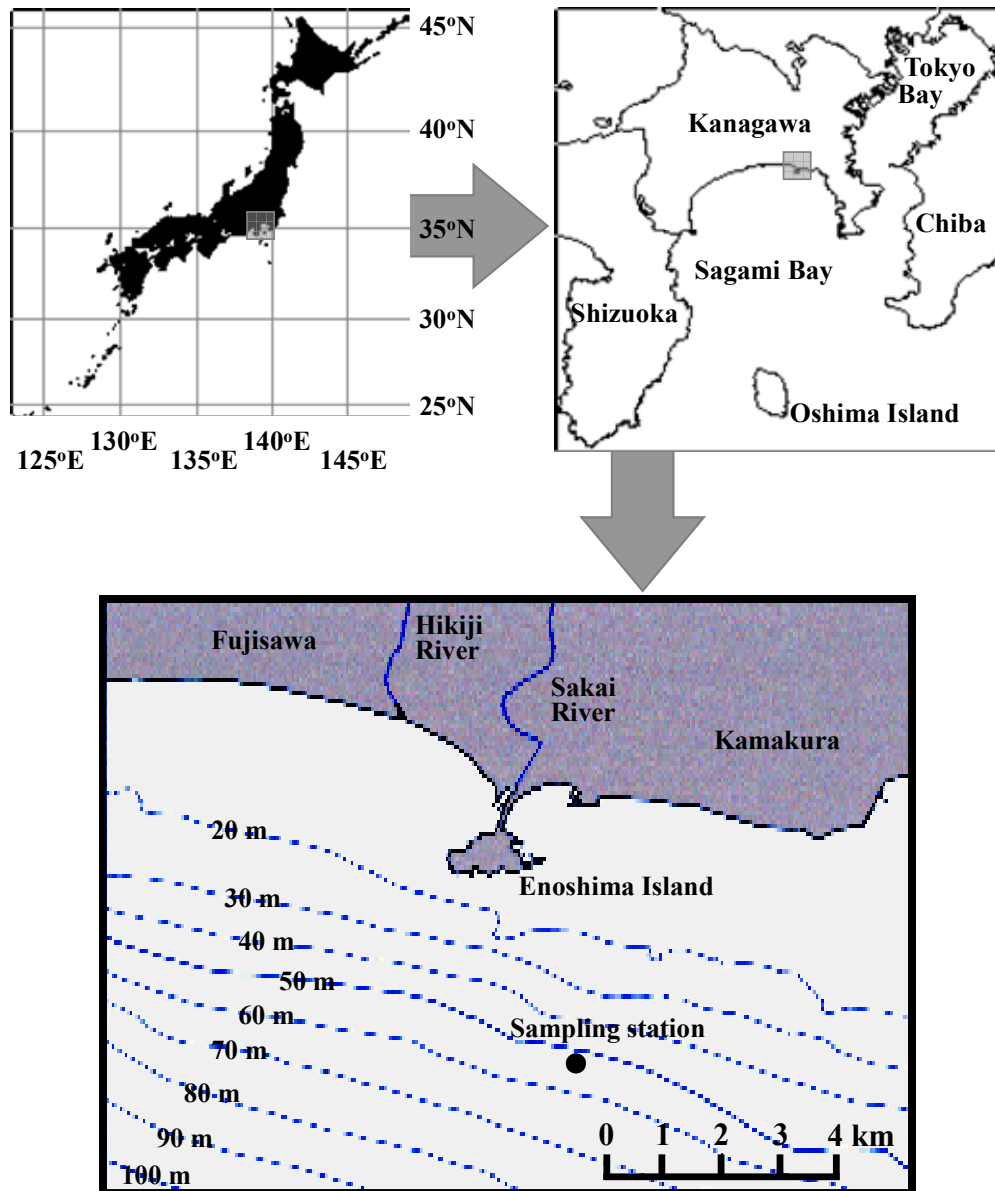 45°N
40°N
35°N
30°N
25°N
125°E
130°E
135°E
140°E
145°E
Tokyo
Bay
Kanagawa
Chiba
Sagami Bay
Shizuoka
Oshima Island
Fujisawa
Hikiji
River
Sakai
River
Kamakura
20 m
Enoshima Island
30 m
40 m
50 m
60 m
Sampling station
70 m
80 m
90 m
100 m
0 1 2 3 4 km